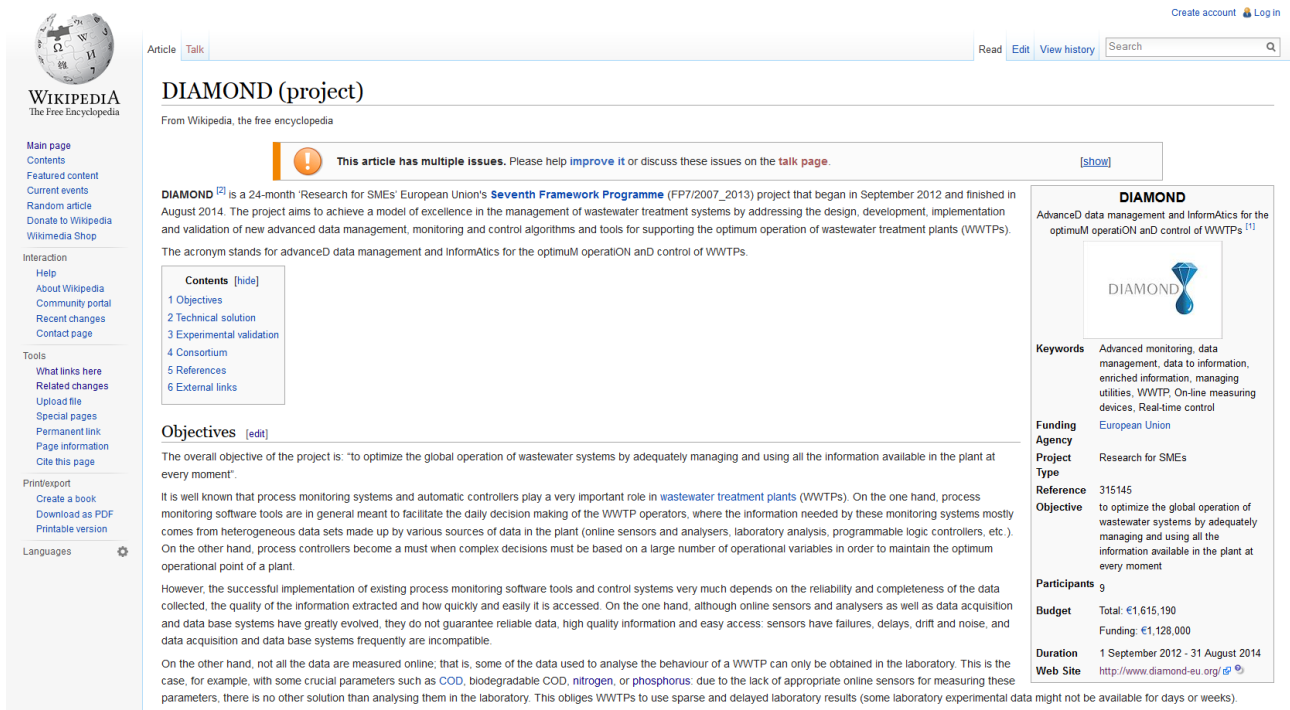 Create account Log in
Article Talk Read Edit View history Search
WIKIPEDIA
The Free Encyclopedia
Main page
Contents
Featured content
Current events
Random article
Donate to Wikipedia
Wikimedia Shop
Interaction
Help
About Wikipedia
Community portal
Recent changes
Contact page
Tools
What links here
Related changes
Upload file
Special pages
Permanent link
Page information
Cite this page
Print/export
Create a book
Download as PDF
Printable version
Languages
DIAMOND (project)
From Wikipedia, the free encyclopedia
This article has multiple issues. Please help improve it or discuss these issues on the talk page. [show]
DIAMOND [2] is a 24-month 'Research for SMEs' European Union's Seventh Framework Programme (FP7/2007_2013) project that began in September 2012 and finished in
August 2014. The project aims to achieve a model of excellence in the management of wastewater treatment systems by addressing the design, development, implementation
and validation of new advanced data management, monitoring and control algorithms and tools for supporting the optimum operation of wastewater treatment plants (WWTPs).
The acronym stands for advanceD data management and InformAtics for the optimuM operatiON anD control of WWTPs.
Contents [hide]
1 Objectives
2 Technical solution
3 Experimental validation
4 Consortium
5 References
6 External links
Objectives [edit]
The overall objective of the project is: "to optimize the global operation of wastewater systems by adequately managing and using all the information available in the plant at
every moment".
It is well known that process monitoring systems and automatic controllers play a very important role in wastewater treatment plants (WWTPs). On the one hand, process
monitoring software tools are in general meant to facilitate the daily decision making of the WWTP operators, where the information needed by these monitoring systems mostly
comes from heterogeneous data sets made up by various sources of data in the plant (online sensors and analysers, laboratory analysis, programmable logic controllers, etc.).
On the other hand, process controllers become a must when complex decisions must be based on a large number of operational variables in order to maintain the optimum
operational point of a plant.
However, the successful implementation of existing process monitoring software tools and control systems very much depends on the reliability and completeness of the data
collected, the quality of the information extracted and how quickly and easily it is accessed. On the one hand, although online sensors and analysers as well as data acquisition
and data base systems have greatly evolved, they do not guarantee reliable data, high quality information and easy access: sensors have failures, delays, drift and noise, and
data acquisition and data base systems frequently are incompatible.
On the other hand, not all the data are measured online; that is, some of the data used to analyse the behaviour of a WWTP can only be obtained in the laboratory. This is the
case, for example, with some crucial parameters such as COD, biodegradable COD, nitrogen, or phosphorus: due to the lack of appropriate online sensors for measuring these
parameters, there is no other solution than analysing them in the laboratory. This obliges WWTPs to use sparse and delayed laboratory results (some laboratory experimental data might not be available for days or weeks).
DIAMOND
AdvanceD data management and InformAtics for the
optimuM operatiON anD control of WWTPs [1]
DIAMOND
Keywords Advanced monitoring, data
management, data to information,
enriched information, managing
utilities, WWTP, On-line measuring
devices, Real-time control
Funding European Union
Agency
Project Research for SMEs
Type
Reference 315145
Objective to optimize the global operation of
wastewater systems by adequately
managing and using all the
information available in the plant at
every moment
Participants 9
Budget Total: €1,615,190
Funding: €1,128,000
Duration 1 September 2012 - 31 August 2014
Web Site http://www.diamond-eu.org/